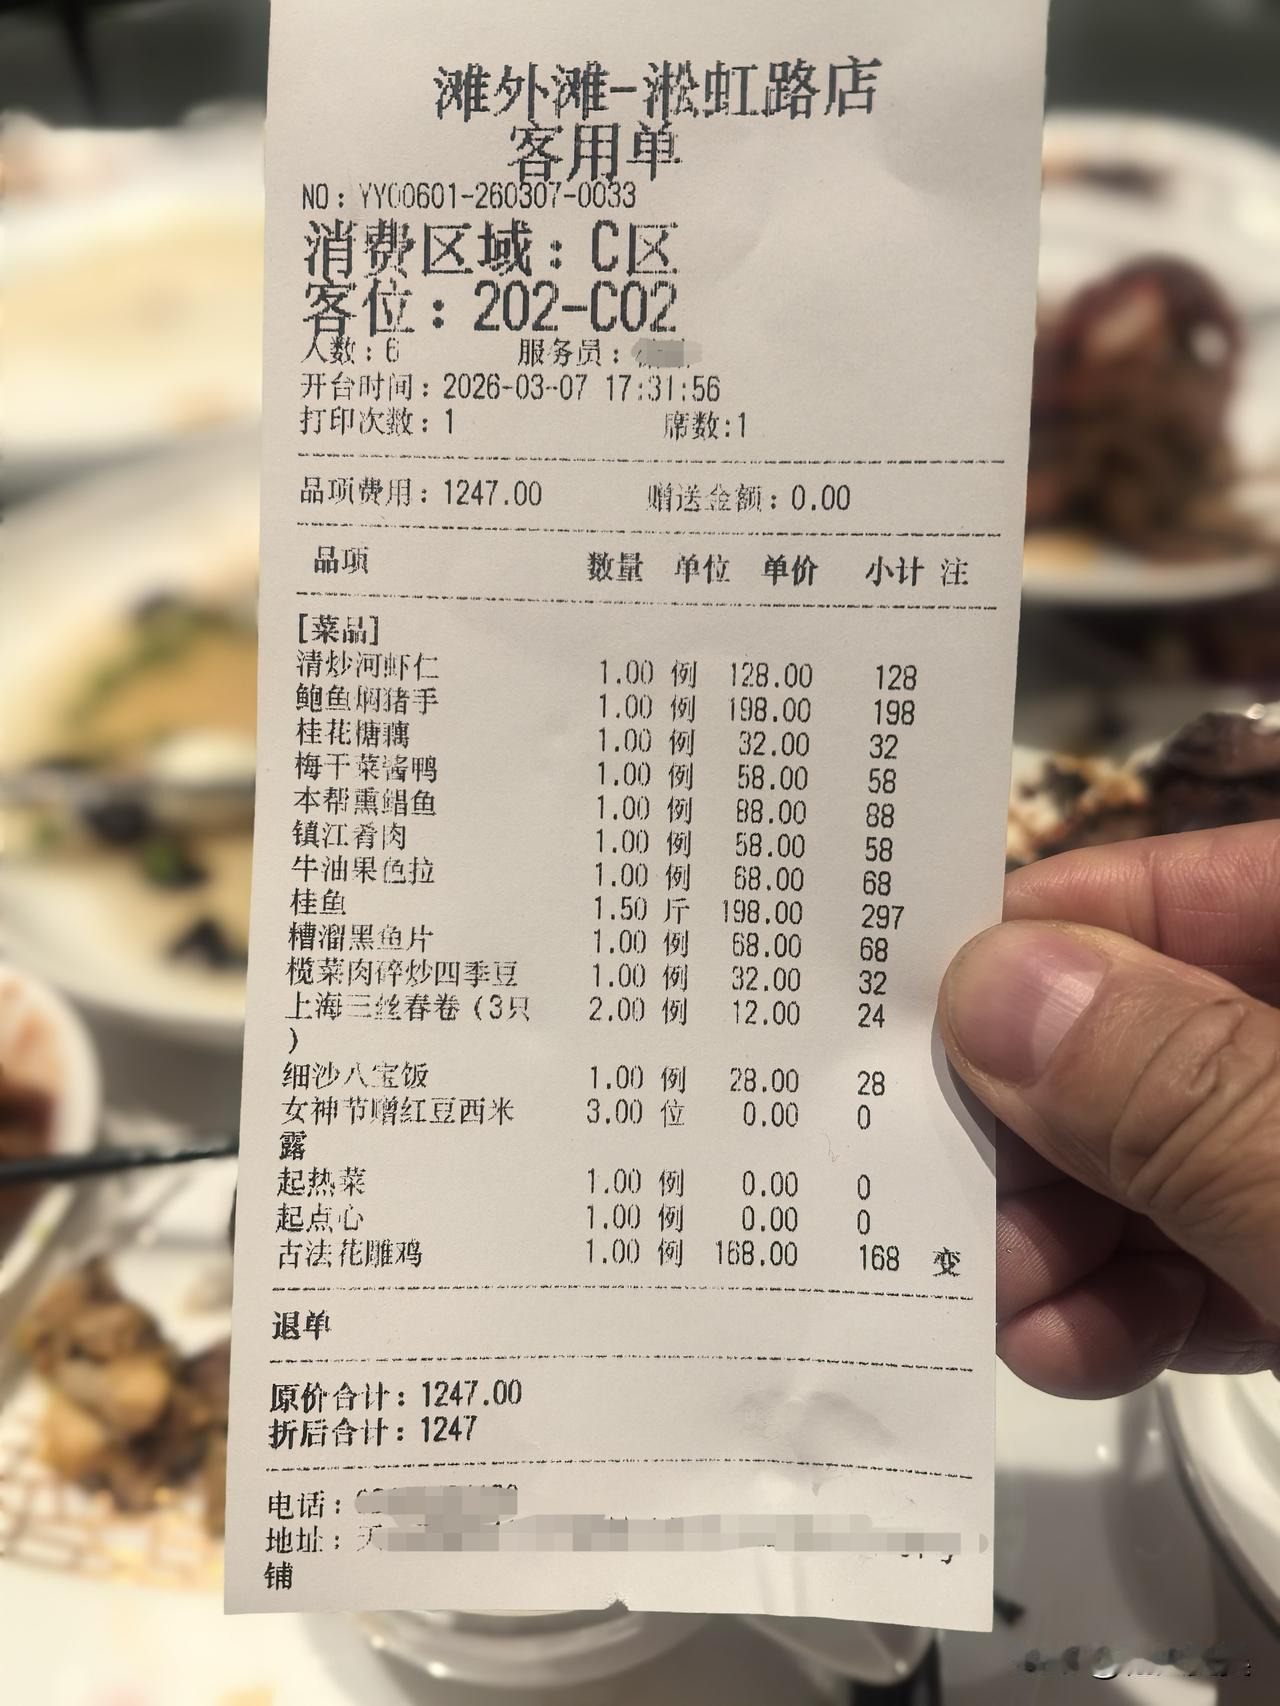 滩外滩-淞虹路店
客用单
NO: YY00601-260307-0033
消费区域：C区
客位：202-C02
人数：6 服务员：
开台时间：2026-03-07 17:31:56
打印次数：1 席数:1
品项费用：1247.00 赠送金额：0.00
品项 数量 单位 单价 小计 注
[菜品]
清炒河虾仁 1.00 例 128.00 128
鲍鱼焖猪手 1.00 例 198.00 198
桂花糖藕 1.00 例 32.00 32
梅干菜酱鸭 1.00 例 58.00 58
本帮熏鲳鱼 1.00 例 88.00 88
镇江肴肉 1.00 例 58.00 58
牛油果色拉 1.00 例 68.00 68
桂鱼 1.50 斤 198.00 297
糟溜黑鱼片 1.00 例 68.00 68
榄菜肉碎炒四季豆 1.00 例 32.00 32
上海三丝春卷（3只 2.00 例 12.00 24
）
细沙八宝饭 1.00 例 28.00 28
女神节赠红豆西米 3.00 位 0.00 0
露
起热菜 1.00 例 0.00 0
起点心 1.00 例 0.00 0
古法花雕鸡 1.00 例 168.00 168 变
退单
原价合计：1247.00
折后合计：1247
电话：
地址：天
铺